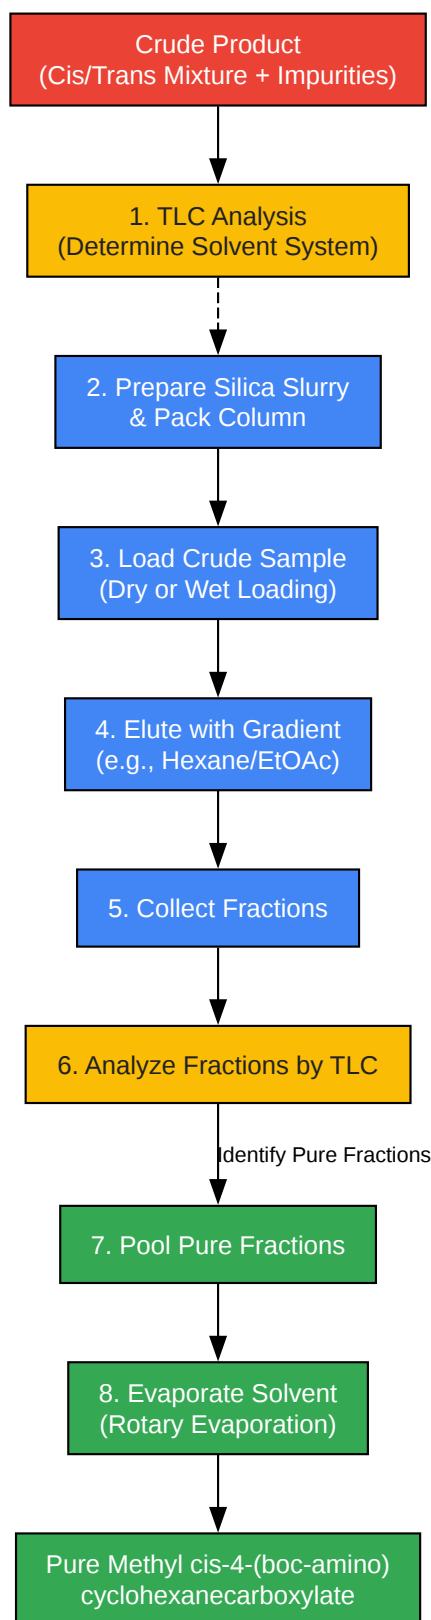 Crude Product
(Cis/Trans Mixture + Impurities)
1. TLC Analysis
(Determine Solvent System)
2. Prepare Silica Slurry
& Pack Column
3. Load Crude Sample
(Dry or Wet Loading)
4. Elute with Gradient
(e.g., Hexane/EtOAc)
5. Collect Fractions
6. Analyze Fractions by TLC
Identify Pure Fractions
7. Pool Pure Fractions
8. Evaporate Solvent
(Rotary Evaporation)
Pure Methyl cis-4-(boc-amino)
cyclohexanecarboxylate